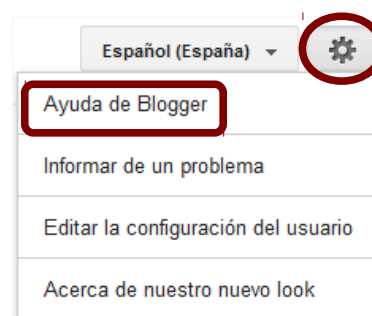 Español (España)
Ayuda de Blogger
Informar de un problema
Editar la configuración del usuario
Acerca de nuestro nuevo look